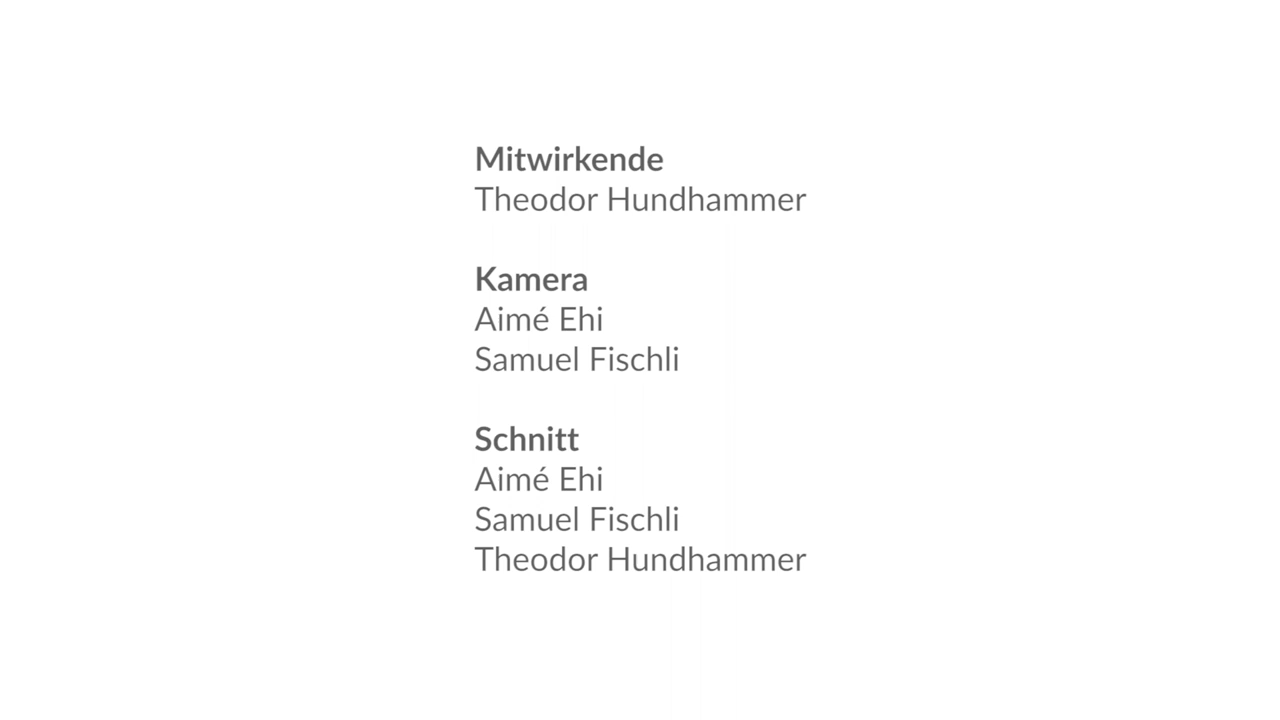 Mitwirkende
Theodor Hundhammer
Kamera
Aimé Ehi
Samuel Fischli
Schnitt
Aimé Ehi
Samuel Fischli
Theodor Hundhammer